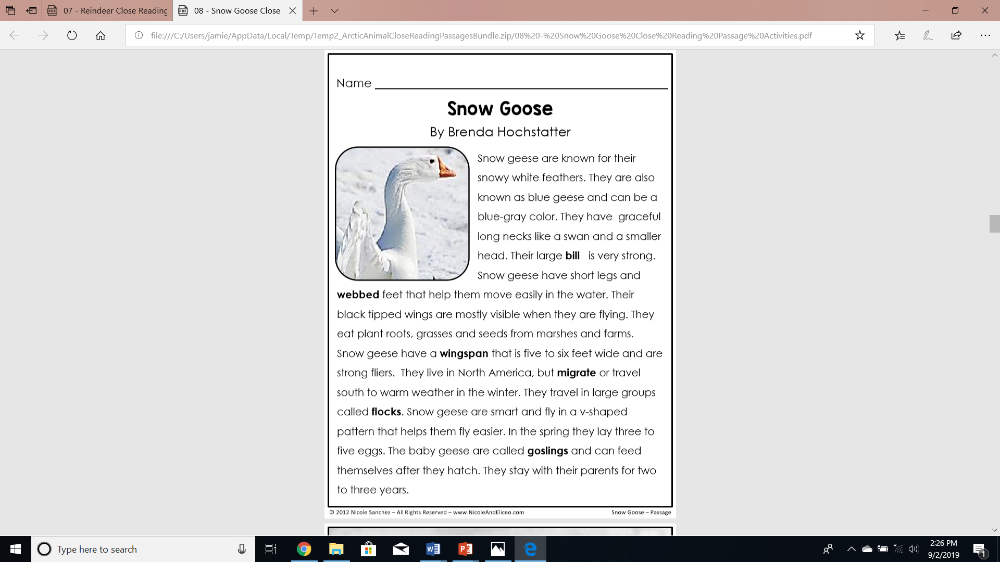 07 - Reindeer Close Reading
08 - Snow Goose Close
file:///C:/Users/jamie/AppData/Local/Temp/Temp2_ArcticAnimalCloseReadingPassagesBundle.zip/08%20-%20Snow%20Goose%20Close%20Reading%20Passage%20Activities.pdf
Name
Snow Goose
By Brenda Hochstatter
Snow geese are known for their
snowy white feathers. They are also
known as blue geese and can be a
blue-gray color. They have graceful
long necks like a swan and a smaller
head. Their large bill is very strong.
Snow geese have short legs and
webbed feet that help them move easily in the water. Their
black tipped wings are mostly visible when they are flying. They
eat plant roots, grasses and seeds from marshes and farms.
Snow geese have a wingspan that is five to six feet wide and are
strong fliers. They live in North America, but migrate or travel
south to warm weather in the winter. They travel in large groups
called flocks. Snow geese are smart and fly in a v-shaped
pattern that helps them fly easier. In the spring they lay three to
five eggs. The baby geese are called goslings and can feed
themselves after they hatch. They stay with their parents for two
to three years.
© 2012 Nicole Sanchez – All Rights Reserved – www.NicoleAndEliceo.com
Snow Goose – Passage
Type here to search
2:26 PM
9/2/2019
1